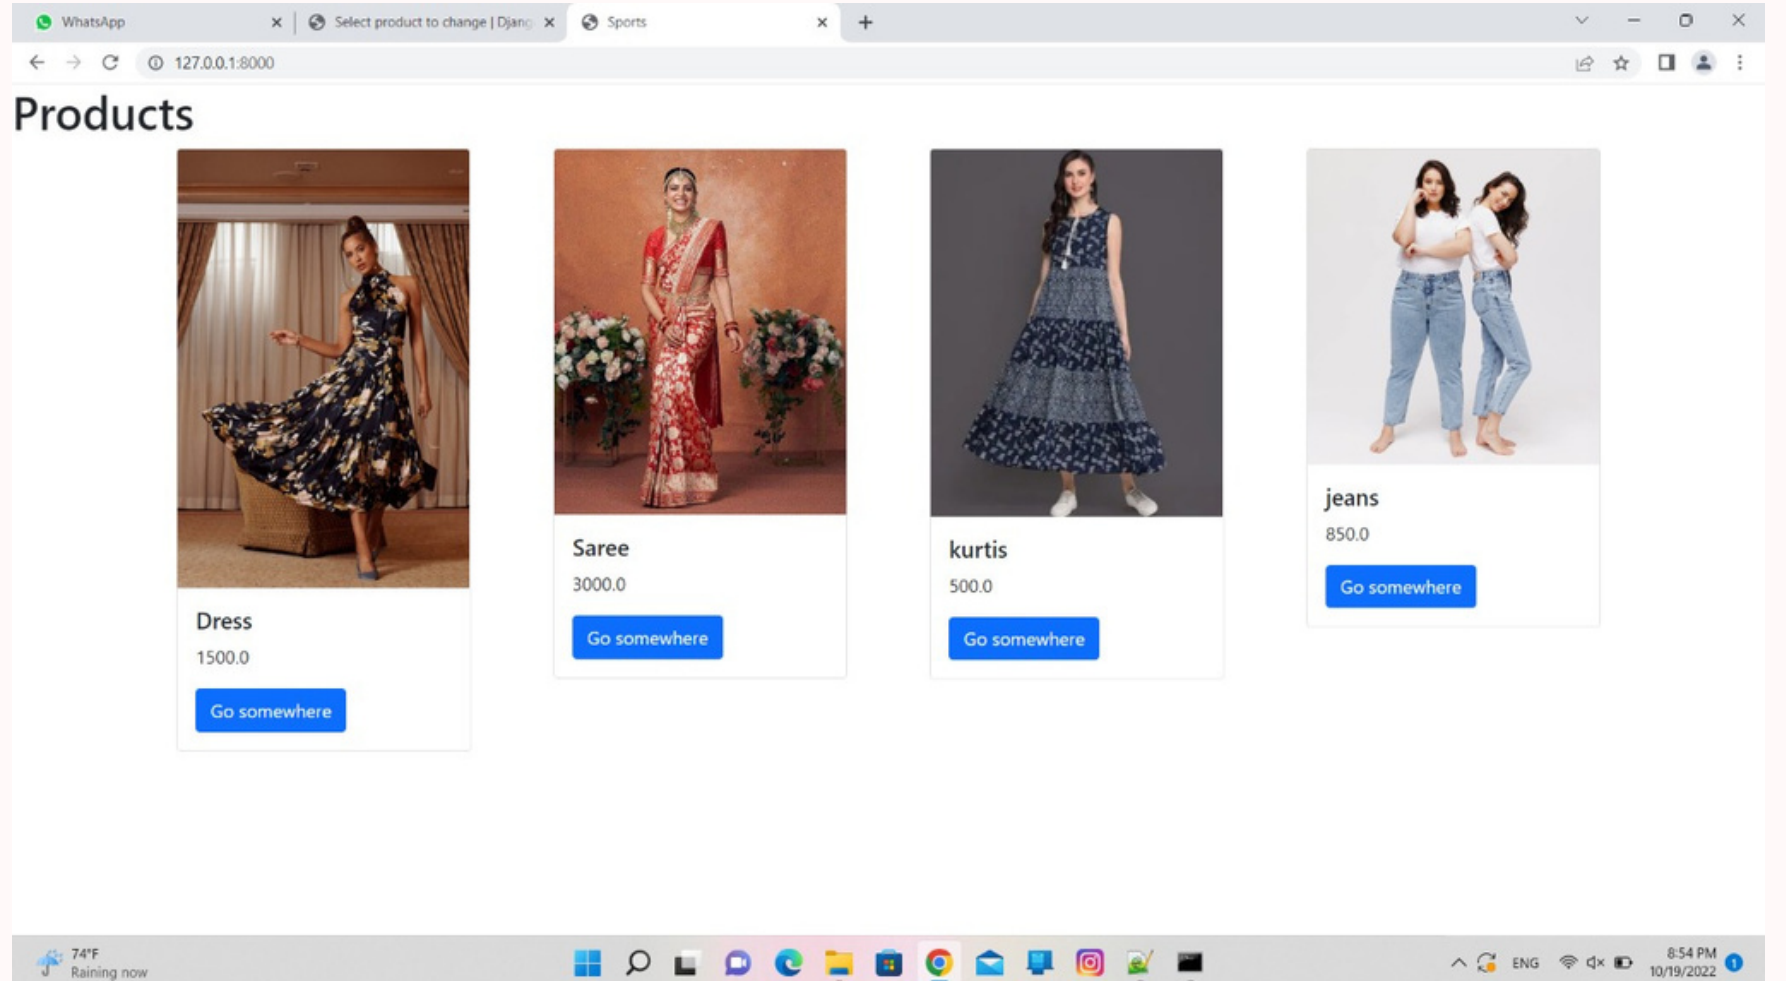 WhatsApp
Select product to change | Djang
Sports
127.0.0.1:8000
Products
Dress
1500.0
Go somewhere
Saree
3000.0
Go somewhere
kurtis
500.0
Go somewhere
jeans
850.0
Go somewhere
74°F
Raining now
ENG
8:54 PM
10/19/2022
1